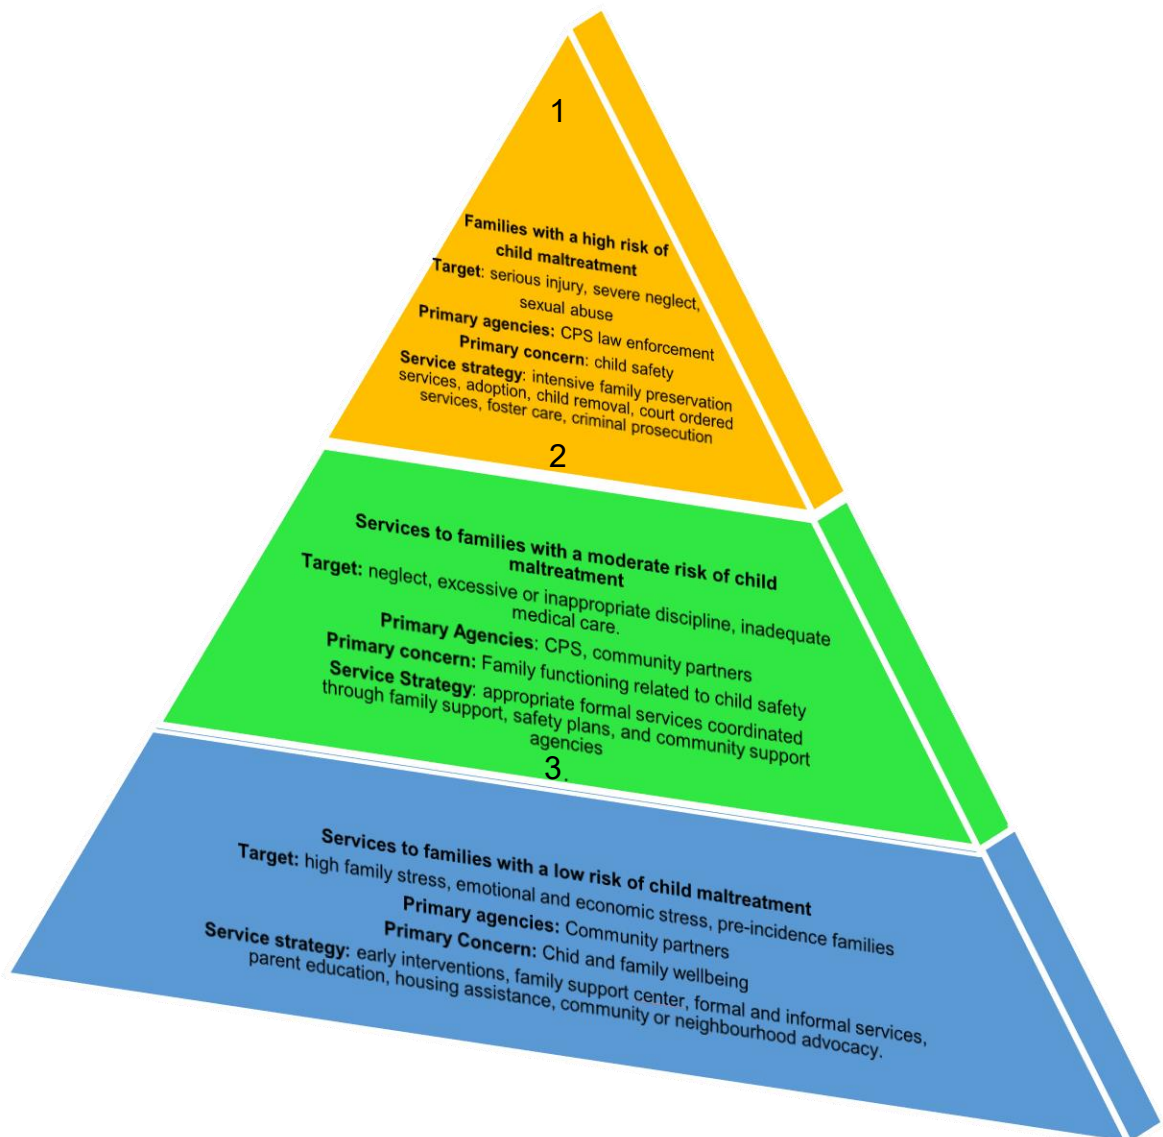 1
Families with a high risk of
child maltreatment
Target: serious injury, severe neglect,
sexual abuse
Primary agencies: CPS law enforcement
Primary concern: child safety
Service strategy: intensive family preservation
services, adoption, child removal, court ordered
services, foster care, criminal prosecution
2
Services to families with a moderate risk of child
maltreatment
Target: neglect, excessive or inappropriate discipline, inadequate
medical care.
Primary Agencies: CPS, community partners
Primary concern: Family functioning related to child safety
Service Strategy: appropriate formal services coordinated
through family support, safety plans, and community support
agencies
3.
Services to families with a low risk of child maltreatment
Target: high family stress, emotional and economic stress, pre-incidence families
Primary agencies: Community partners
Primary Concern: Chid and family wellbeing
Service strategy: early interventions, family support center, formal and informal services,
parent education, housing assistance, community or neighbourhood advocacy.